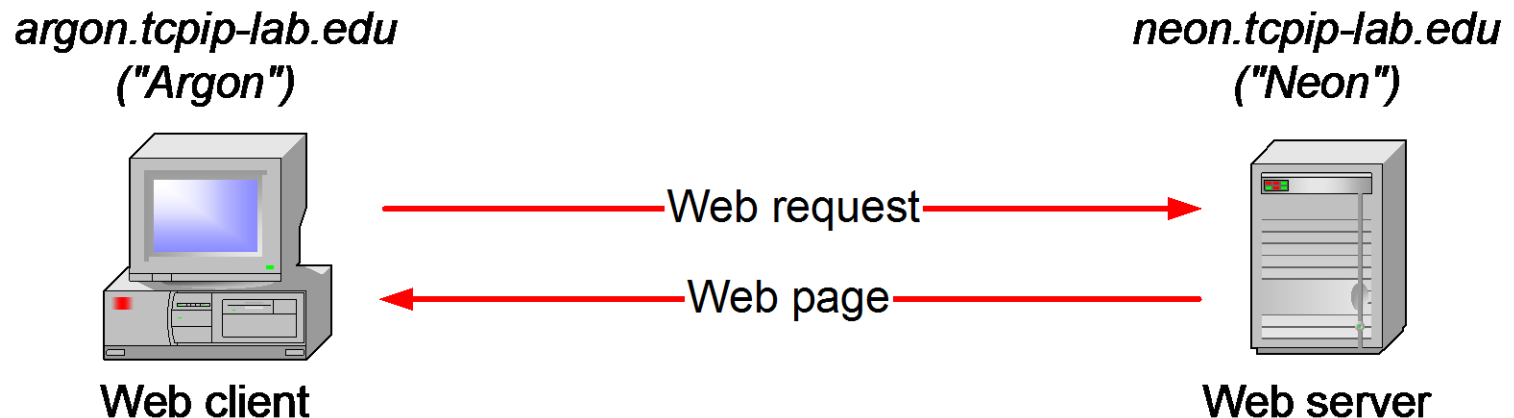 argon.tcpip-lab.edu
("Argon")
neon.tcpip-lab.edu
("Neon")
Web request
Web page
Web client
Web server